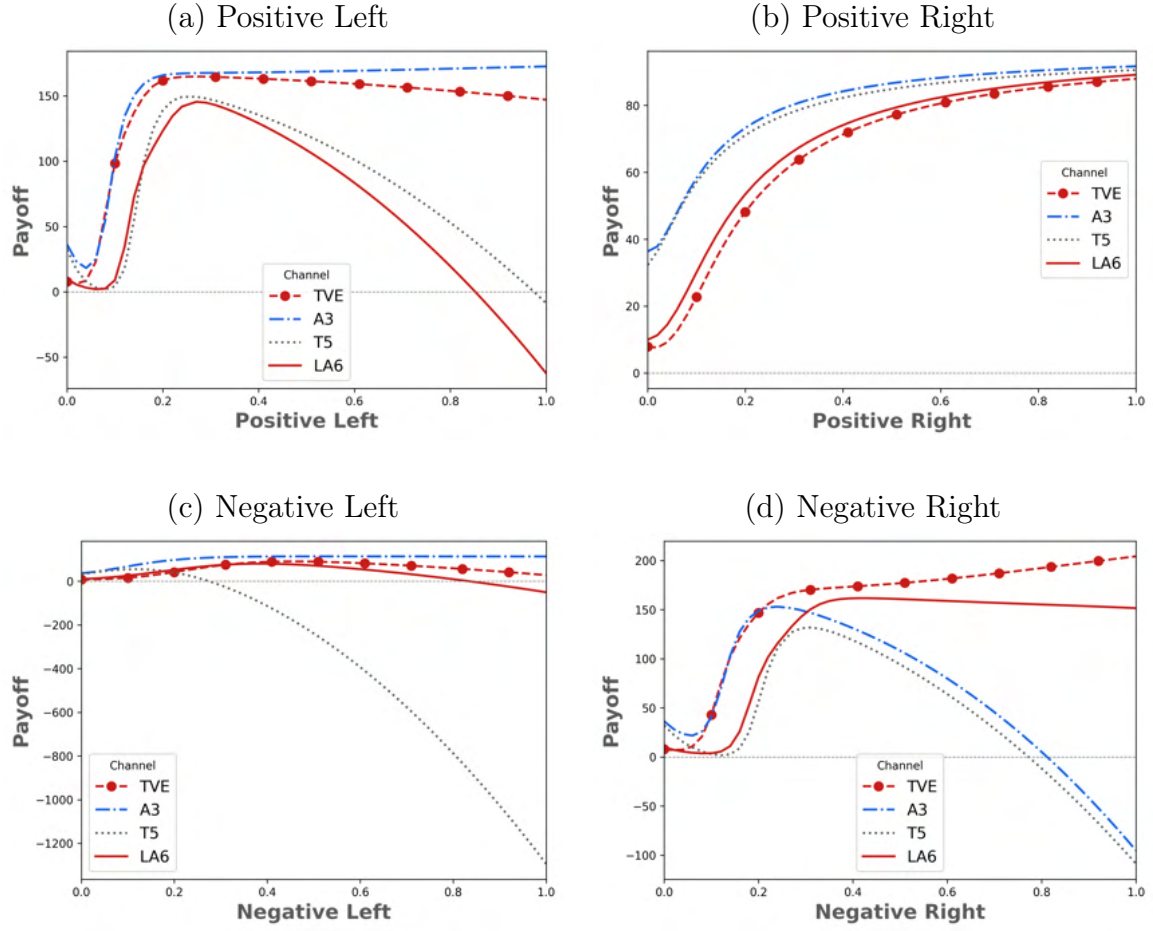 (a) Positive Left
Payoff
150
100
50
0
−50
0.0 0.2 0.4 0.6 0.8 1.0
Positive Left
Channel
TVE
A3
T5
LA6
(b) Positive Right
Payoff
80
60
40
20
0
0.0 0.2 0.4 0.6 0.8 1.0
Positive Right
Channel
TVE
A3
T5
LA6
(c) Negative Left
Payoff
0
−200
−400
−600
−800
−1000
−1200
0.0 0.2 0.4 0.6 0.8 1.0
Negative Left
Channel
TVE
A3
T5
LA6
(d) Negative Right
Payoff
200
150
100
50
0
−50
−100
0.0 0.2 0.4 0.6 0.8 1.0
Negative Right
Channel
TVE
A3
T5
LA6